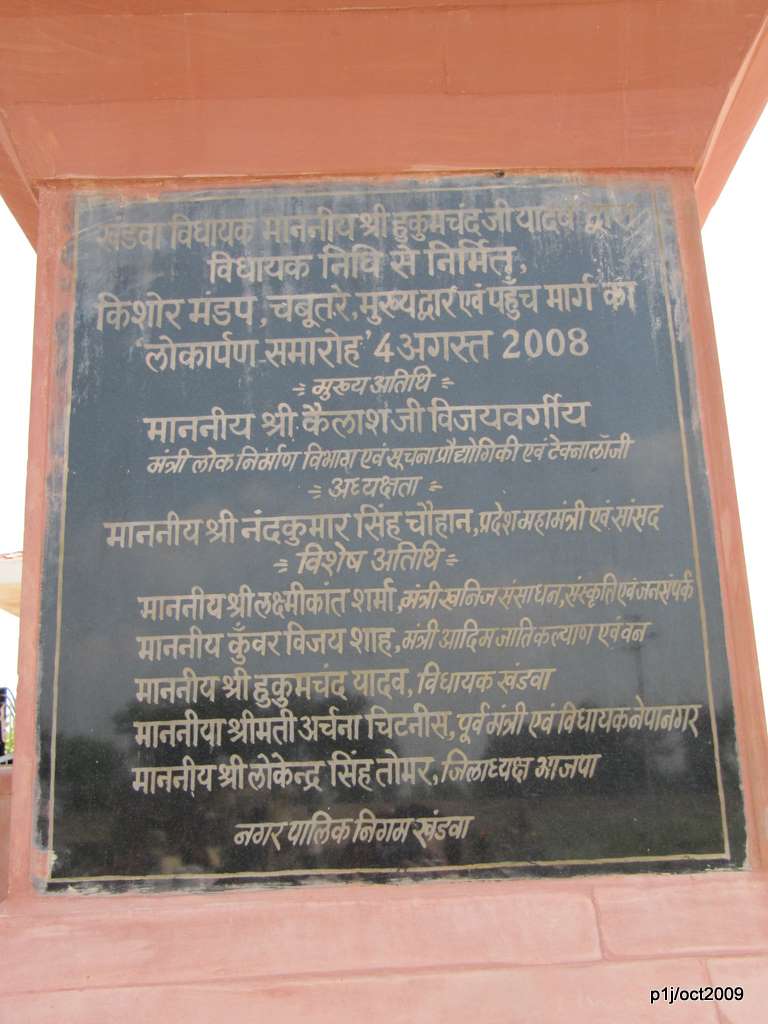 खंडवा विधायक माननीय श्री हुकुमचंद जी यादव द्वारा
विधायक निधि से निर्मित,
किशोर मंडप, चबूतरे, मुख्यद्वार एवं पहुँच मार्ग का
'लोकार्पण समारोह' 4 अगस्त 2008
मुख्य अतिथि
माननीय श्री कैलाश जी विजयवर्गीय
मंत्री लोक निर्माण विभाग एवं सूचना प्रौद्योगिकी एवं टेक्नालॉजी
अध्यक्षता
माननीय श्री नंदकुमार सिंह चौहान, प्रदेश महामंत्री एवं सांसद
विशेष अतिथि
माननीय श्री लक्ष्मीकांत शर्मा, मंत्री खनिज संसाधन, संस्कृति एवं जनसंपर्क
माननीय कुँवर विजय शाह, मंत्री आदिम जाति कल्याण एवं वन
माननीय श्री हुकुमचंद यादव, विधायक खंडवा
माननीया श्रीमती अर्चना चिटनीस, पूर्व मंत्री एवं विधायक नेपानगर
माननीय श्री लोकेन्द्र सिंह तोमर, जिलाध्यक्ष भाजपा
नगर पालिक निगम खंडवा
p1j/oct2009